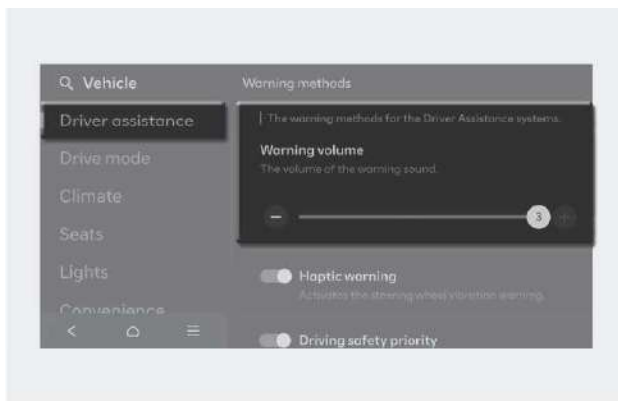 Vehicle
Warning methods
Driver assistance
The warning methods for the Driver Assistance systems.
Drive mode
Warning volume
The volume of the warning sound.
Climate
Seats
3
Lights
Haptic warning
Activates the steering wheel vibration warning.
Convenience
Driving safety priority